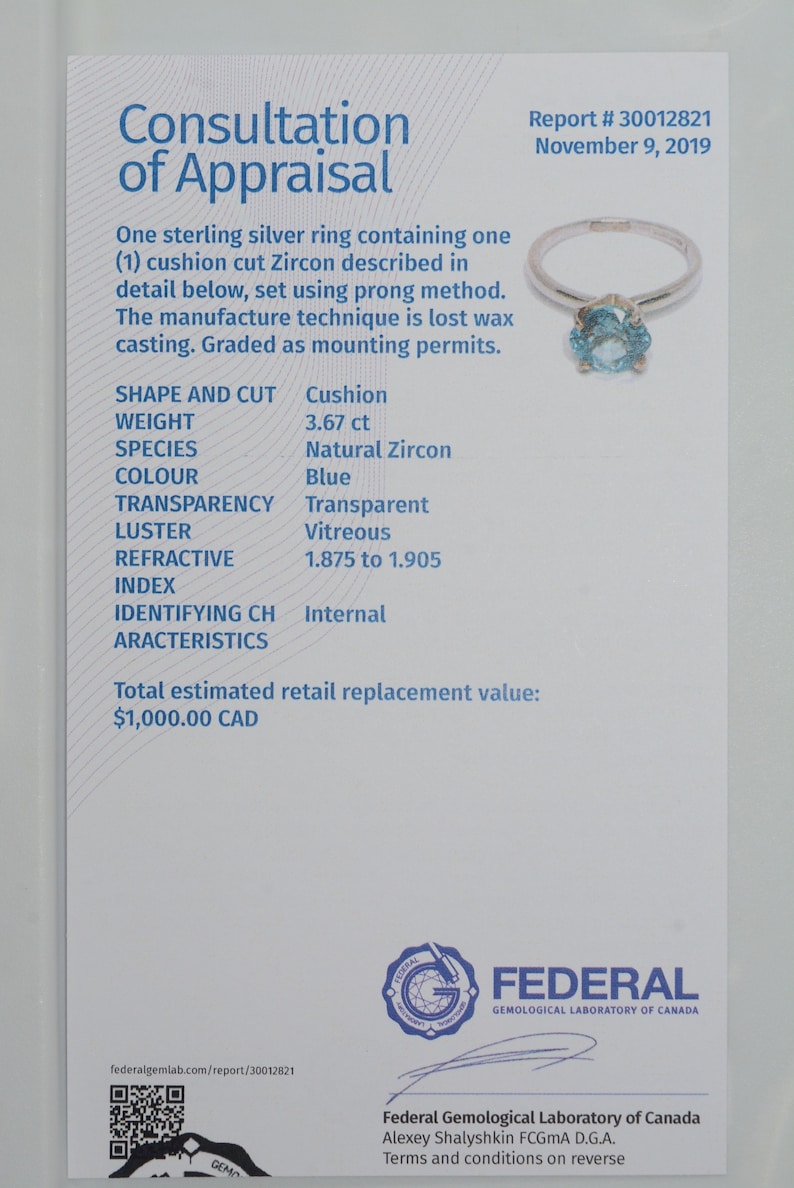 Consultation
of Appraisal
Report # 30012821
November 9, 2019
One sterling silver ring containing one
(1) cushion cut Zircon described in
detail below, set using prong method.
The manufacture technique is lost wax
casting. Graded as mounting permits.
SHAPE AND CUT Cushion
WEIGHT 3.67 ct
SPECIES Natural Zircon
COLOUR Blue
TRANSPARENCY Transparent
LUSTER Vitreous
REFRACTIVE 1.875 to 1.905
INDEX
IDENTIFYING CH Internal
ARACTERISTICS
Total estimated retail replacement value:
$1,000.00 CAD
FEDERAL
GEMOLOGICAL
LABORATORY
FEDERAL
GEMOLOGICAL LABORATORY OF CANADA
federalgemlab.com/report/30012821
Federal Gemological Laboratory of Canada
Alexey Shalyshkin FCGmA D.G.A.
Terms and conditions on reverse